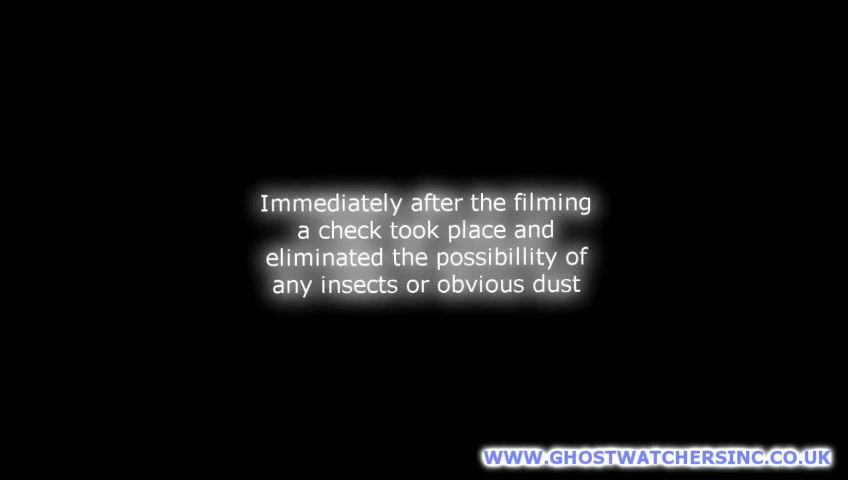 Immediately after the filming
a check took place and
eliminated the possibillity of
any insects or obvious dust
WWW.GHOSTWATCHERSINC.CO.UK